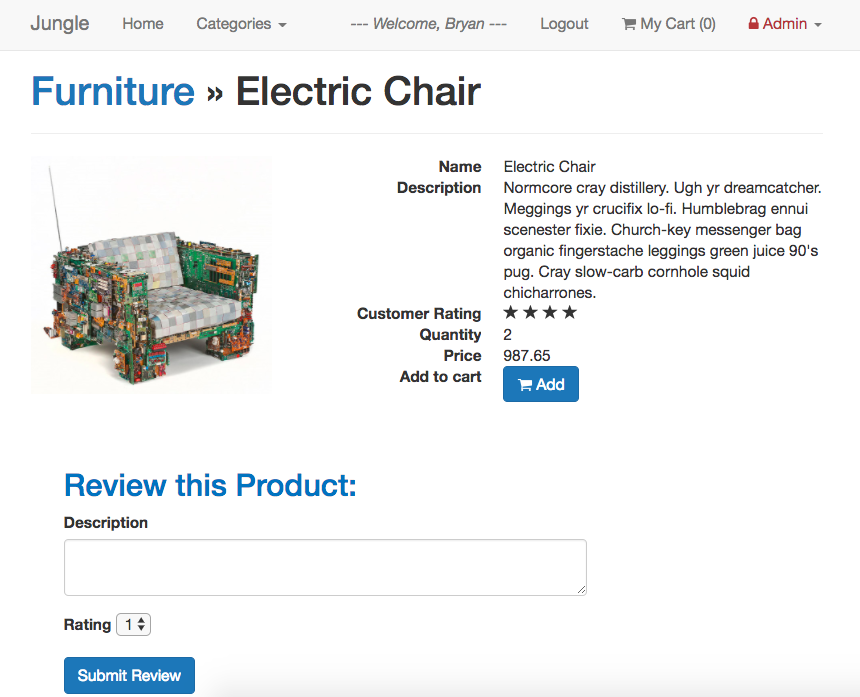 Jungle Home Categories --- Welcome, Bryan --- Logout My Cart (0) Admin
Furniture » Electric Chair
Name Electric Chair
Description Normcore cray distillery. Ugh yr dreamcatcher.
Meggings yr crucifix lo-fi. Humblebrag ennui
scenester fixie. Church-key messenger bag
organic fingerstache leggings green juice 90's
pug. Cray slow-carb cornhole squid
chicharrones.
Customer Rating ★ ★ ★ ★
Quantity 2
Price 987.65
Add to cart Add
Review this Product:
Description
Rating 1
Submit Review